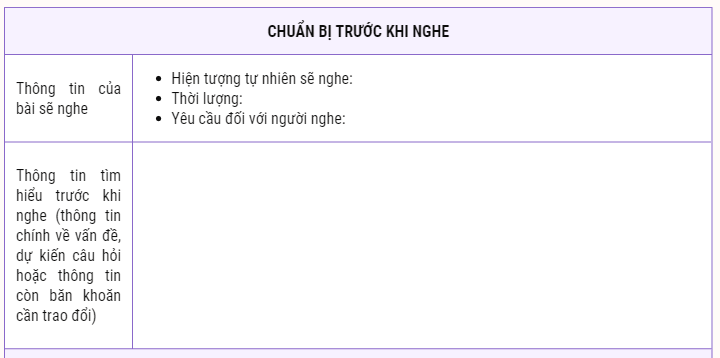 CHUẨN BỊ TRƯỚC KHI NGHE
Thông tin của
bài sẽ nghe
• Hiện tượng tự nhiên sẽ nghe:
• Thời lượng:
• Yêu cầu đối với người nghe:
Thông tin tìm
hiểu trước khi
nghe (thông tin
chính về vấn đề,
dự kiến câu hỏi
hoặc thông tin
còn băn khoăn
cần trao đổi)